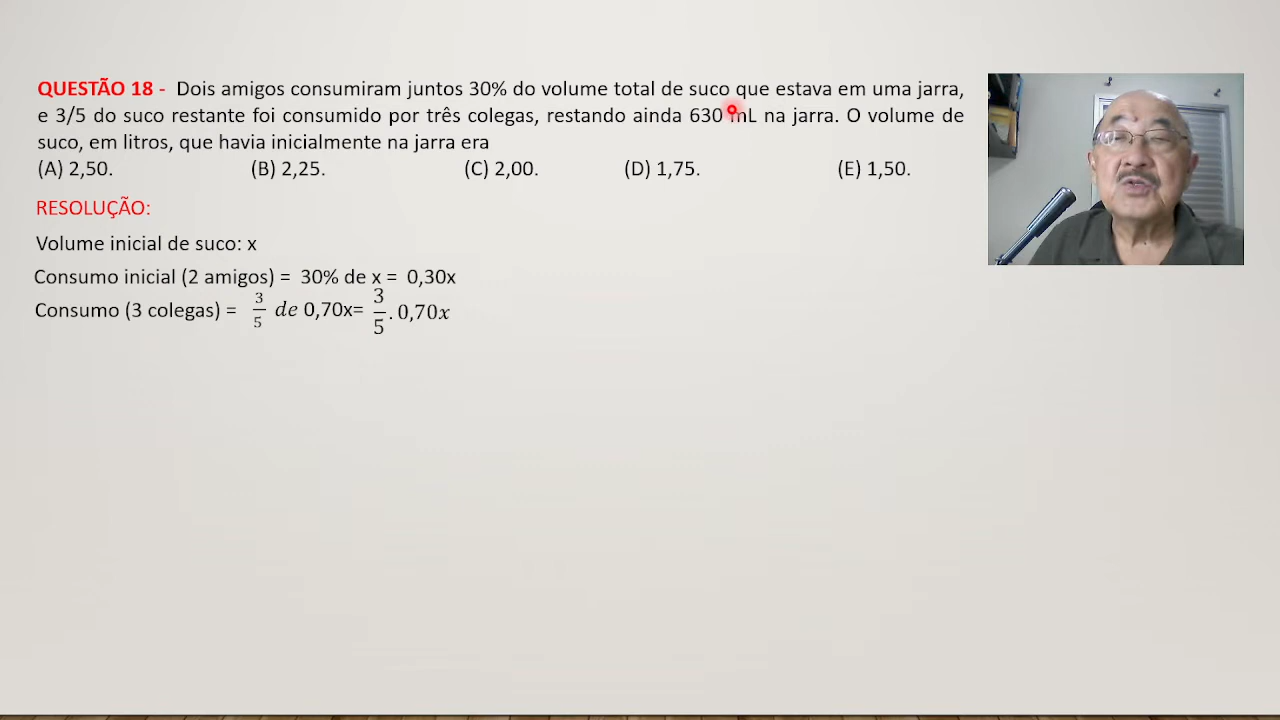 QUESTÃO 18 - Dois amigos consumiram juntos 30% do volume total de suco que estava em uma jarra,
e 3/5 do suco restante foi consumido por três colegas, restando ainda 630 mL na jarra. O volume de
suco, em litros, que havia inicialmente na jarra era
(A) 2,50. (B) 2,25. (C) 2,00. (D) 1,75. (E) 1,50.
RESOLUÇÃO:
Volume inicial de suco: x
Consumo inicial (2 amigos) = 30% de x = 0,30x
Consumo (3 colegas) = 3/5 de 0,70x= 3/5 . 0,70x